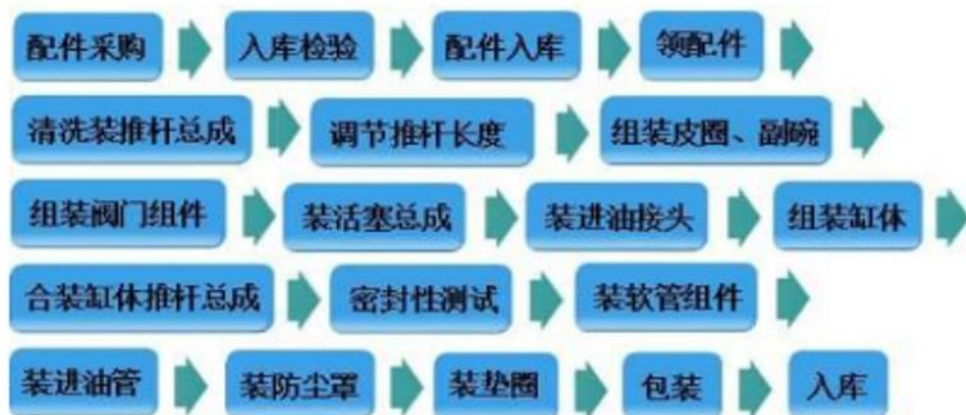 配件采购 入库检验 配件入库 领配件
清洗装推杆总成 调节推杆长度 组装皮圈、副碗
组装阀门组件 装活塞总成 装进油接头 组装缸体
合装缸体推杆总成 密封性测试 装软管组件
装进油管 装防尘罩 装垫圈 包装 入库